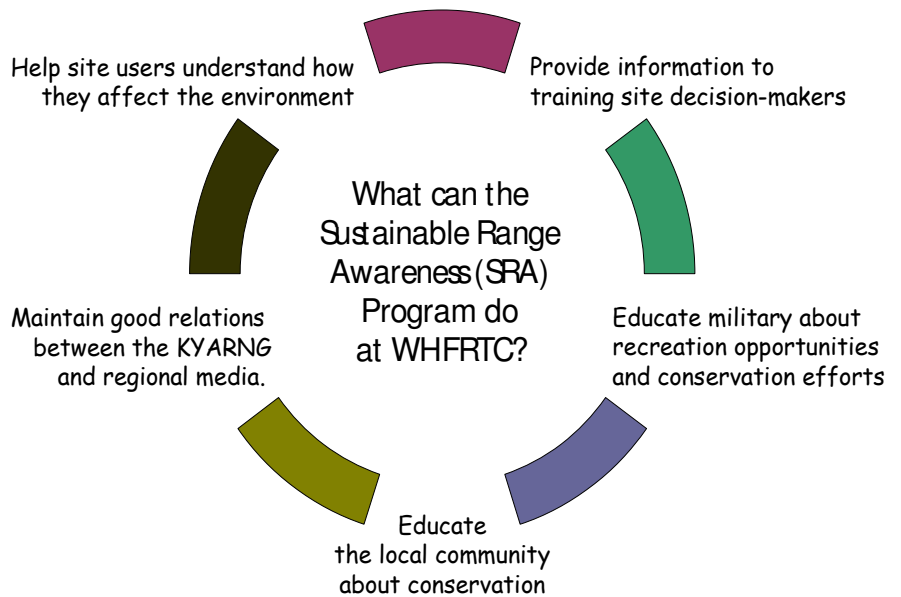 Help site users understand how
they affect the environment
Provide information to
training site decision-makers
What can the
Sustainable Range
Awareness (SRA)
Program do
at WHFRTC?
Maintain good relations
between the KYARNG
and regional media.
Educate military about
recreation opportunities
and conservation efforts
Educate
the local community
about conservation